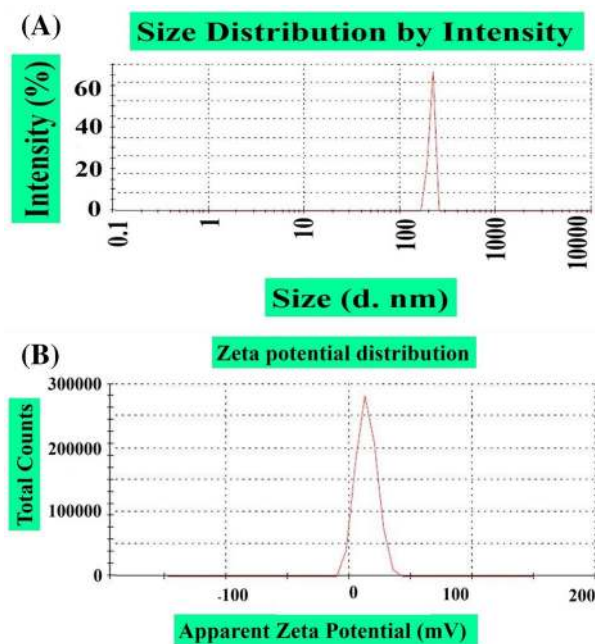 (A)
Size Distribution by Intensity
Intensity (%)
60
40
20
0
0.1
1
10
100
1000
10000
Size (d. nm)
(B)
Zeta potential distribution
Total Counts
300000
200000
100000
0
-100
0
100
200
Apparent Zeta Potential (mV)